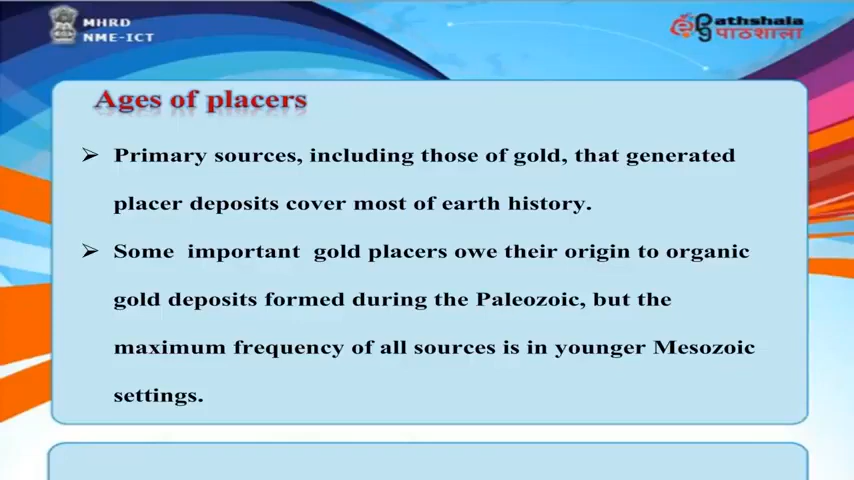 MHRD
NME-ICT
Pathshala
पाठशाला
Ages of placers
Primary sources, including those of gold, that generated
placer deposits cover most of earth history.
Some important gold placers owe their origin to organic
gold deposits formed during the Paleozoic, but the
maximum frequency of all sources is in younger Mesozoic
settings.